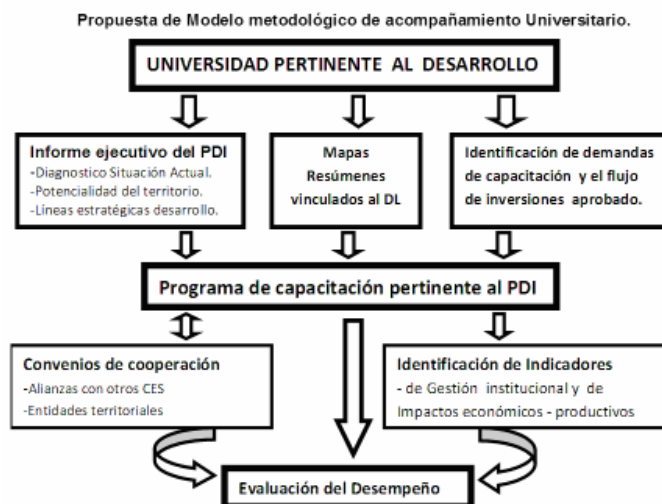 Propuesta de Modelo metodológico de acompañamiento Universitario.
UNIVERSIDAD PERTINENTE AL DESARROLLO
Informe ejecutivo del PDI
-Diagnostico Situación Actual.
-Potencialidad del territorio.
-Líneas estratégicas desarrollo.
Mapas
Resúmenes
vinculados al DL
Identificación de demandas
de capacitación y el flujo
de inversiones aprobado.
Programa de capacitación pertinente al PDI
Convenios de cooperación
-Alianzas con otros CES
-Entidades territoriales
Identificación de Indicadores
- de Gestión institucional y de
Impactos económicos - productivos
Evaluación del Desempeño